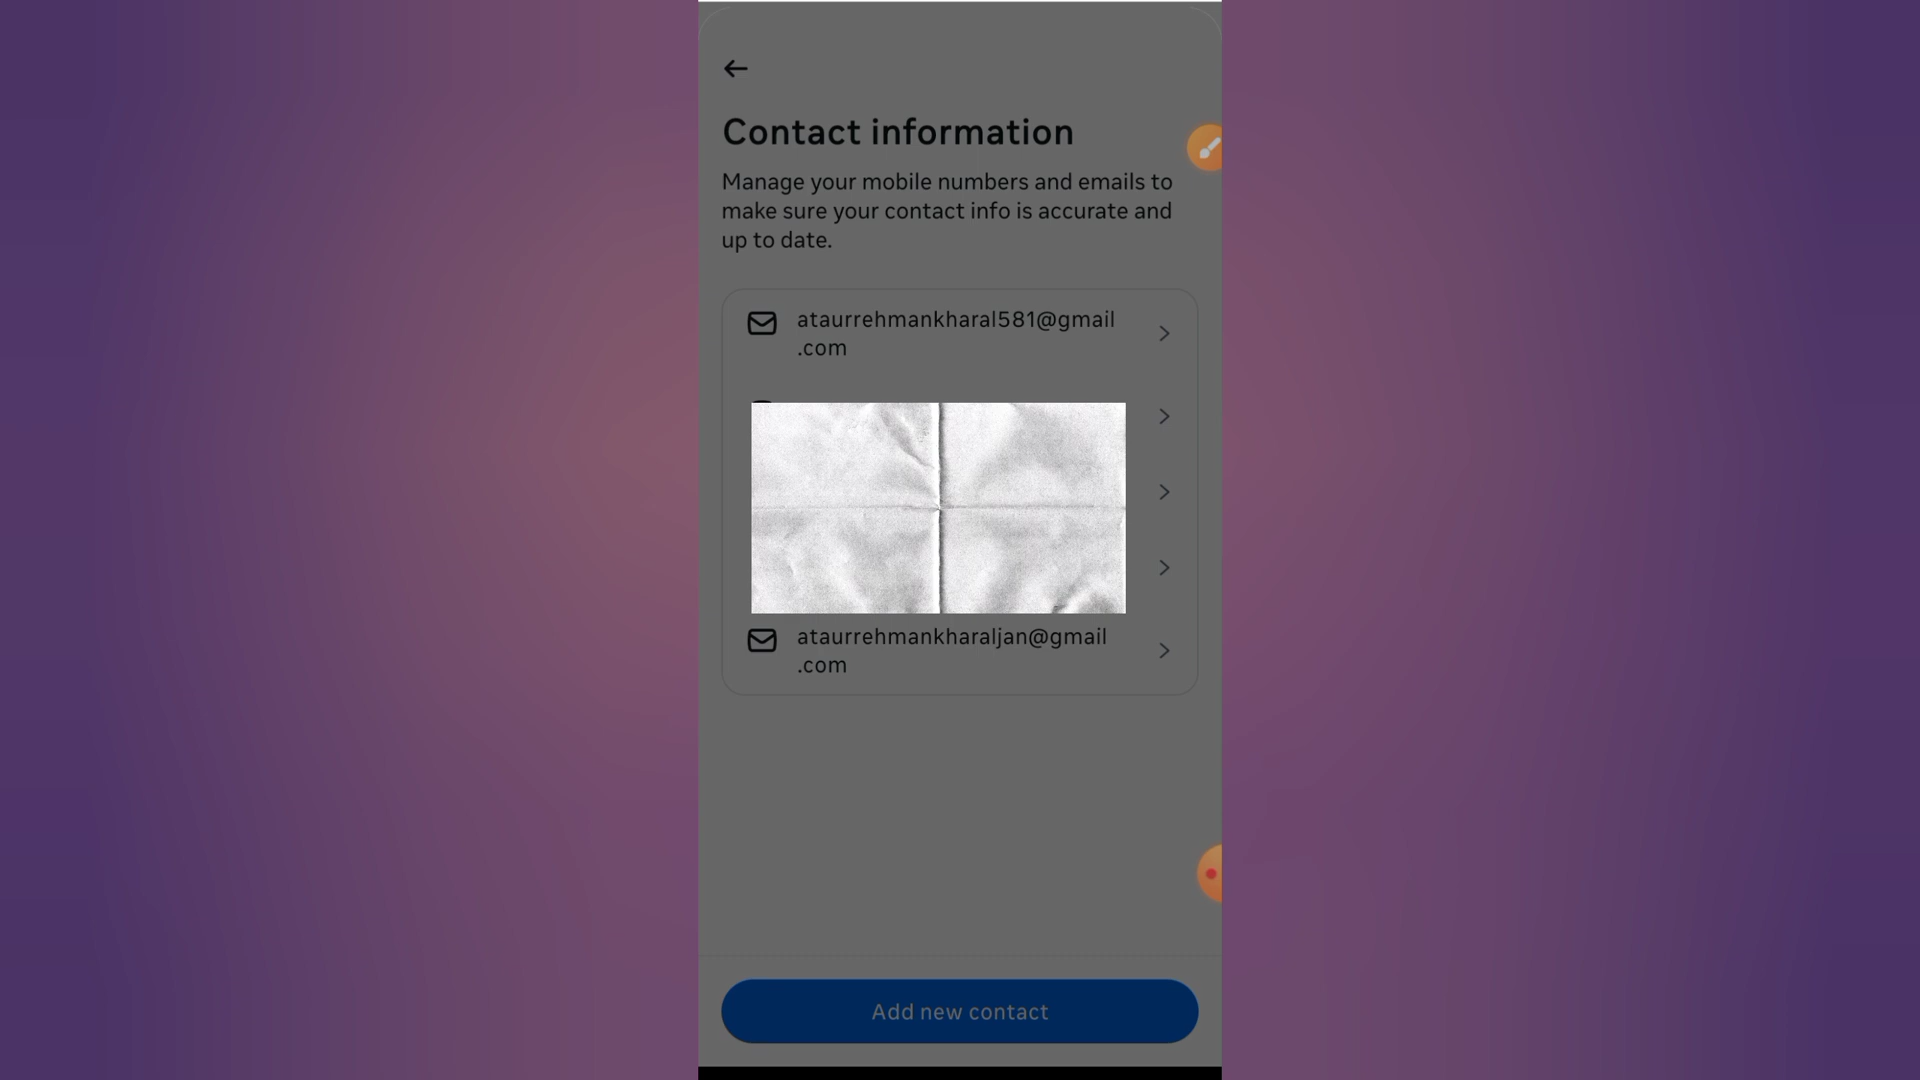 Contact information
Manage your mobile numbers and emails to
make sure your contact info is accurate and
up to date.
ataurrehmankharal581@gmail
.com
ataurrehmankharaljan@gmail
.com
Add new contact